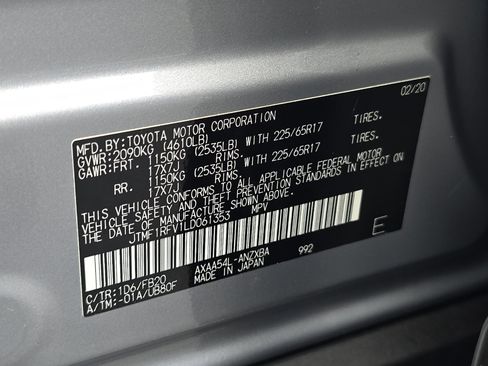 MFD. BY: TOYOTA MOTOR CORPORATION 02/20
GVWR: 2090KG (4610LB)
GAWR: FRT. 1150KG (2535LB) WITH 225/65R17 TIRES.
17X7J RIMS.
RR. 1150KG (2535LB) WITH 225/65R17 TIRES.
17X7J RIMS.
THIS VEHICLE CONFORMS TO ALL APPLICABLE FEDERAL MOTOR
VEHICLE SAFETY AND THEFT PREVENTION STANDARDS
IN EFFECT ON THE DATE OF MANUFACTURE SHOWN ABOVE.
JTMF1RFV1LD061353 MPV
E
C/TR: 1D6/FB20 AXAA54L-ANZXBA 992
A/TM: -01A/UB80F MADE IN JAPAN